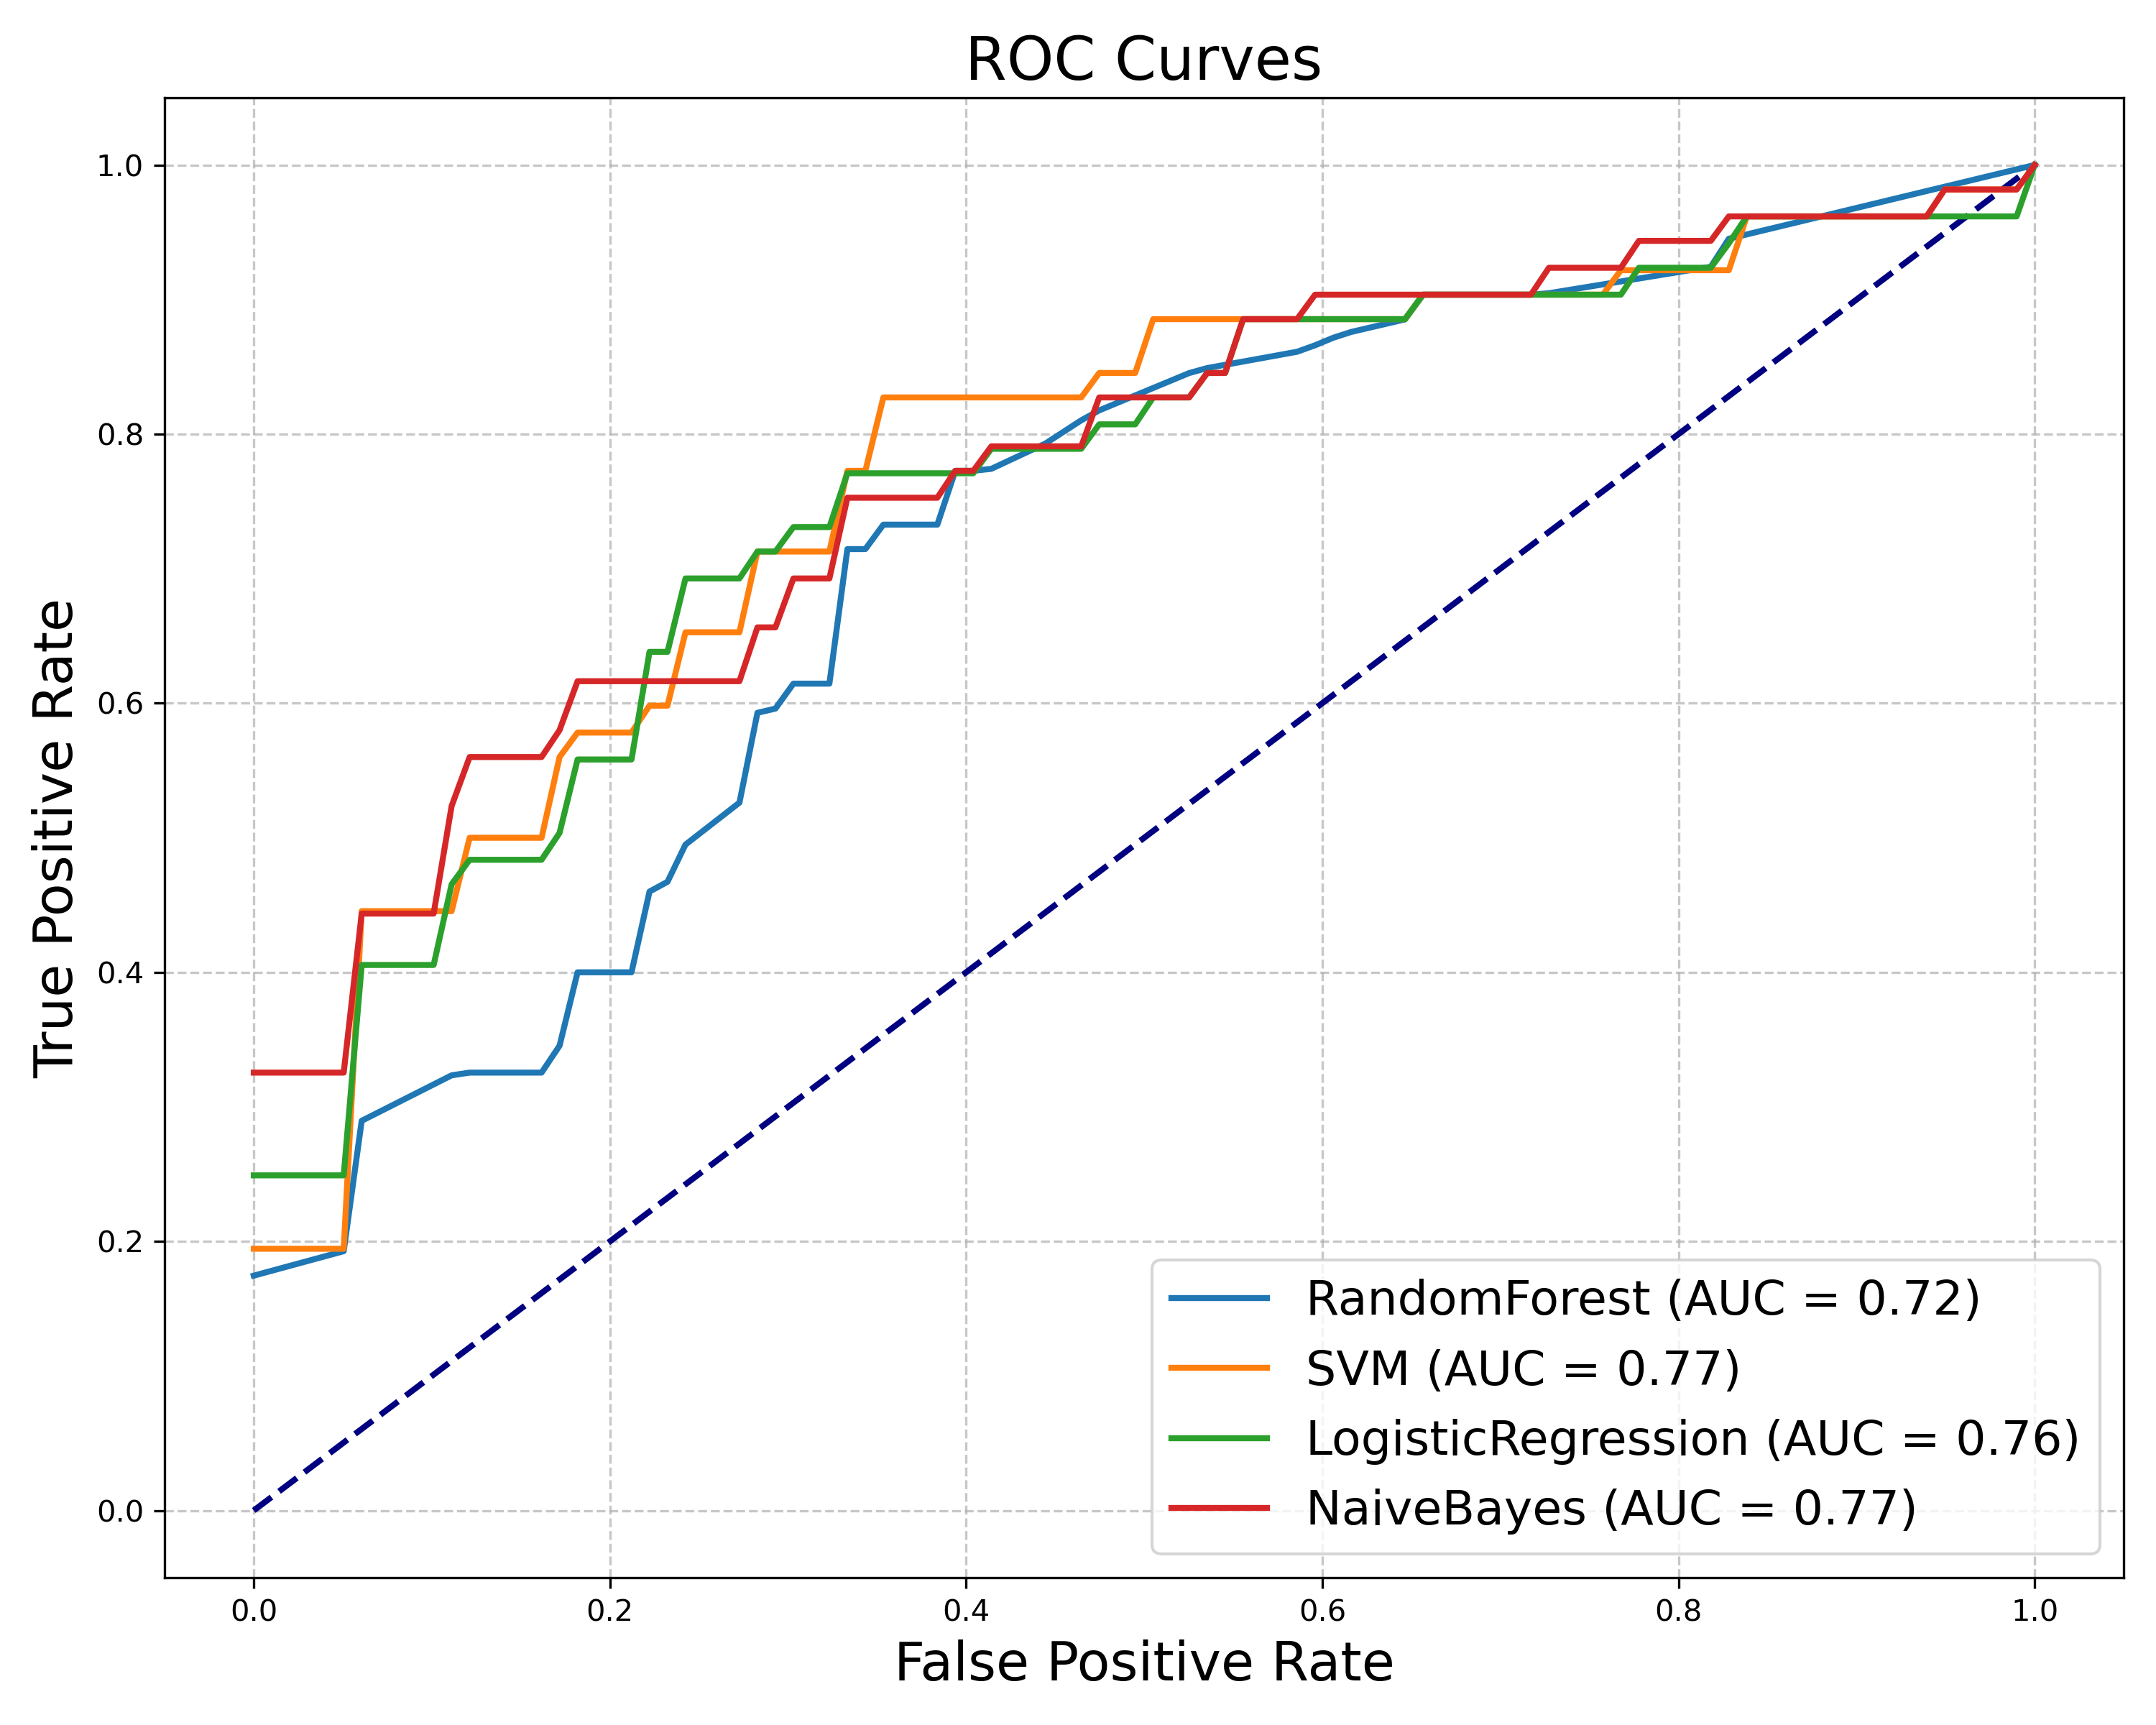 ROC Curves
True Positive Rate
1.0
0.8
0.6
0.4
0.2
0.0
0.0 0.2 0.4 0.6 0.8 1.0
False Positive Rate
RandomForest (AUC = 0.72)
SVM (AUC = 0.77)
LogisticRegression (AUC = 0.76)
NaiveBayes (AUC = 0.77)